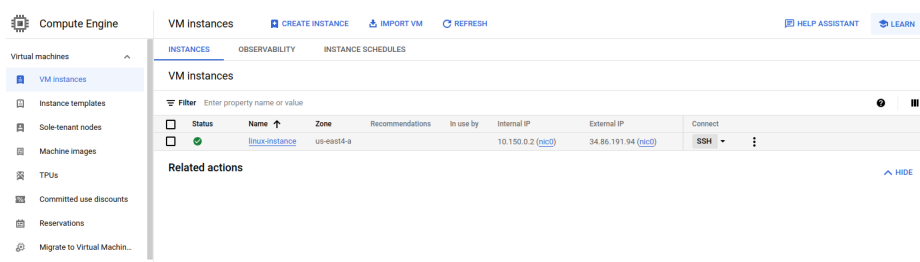 Compute Engine
VM instances
CREATE INSTANCE
IMPORT VM
REFRESH
HELP ASSISTANT
LEARN
Virtual machines
VM instances
Instance templates
Sole-tenant nodes
Machine images
TPUs
Committed use discounts
Reservations
Migrate to Virtual Machin...
INSTANCES OBSERVABILITY INSTANCE SCHEDULES
VM instances
Filter Enter property name or value
Status Name Zone Recommendations In use by Internal IP External IP Connect
linux-instance us-east4-a 10.150.0.2 (nic0) 34.86.191.94 (nic0) SSH
Related actions
HIDE